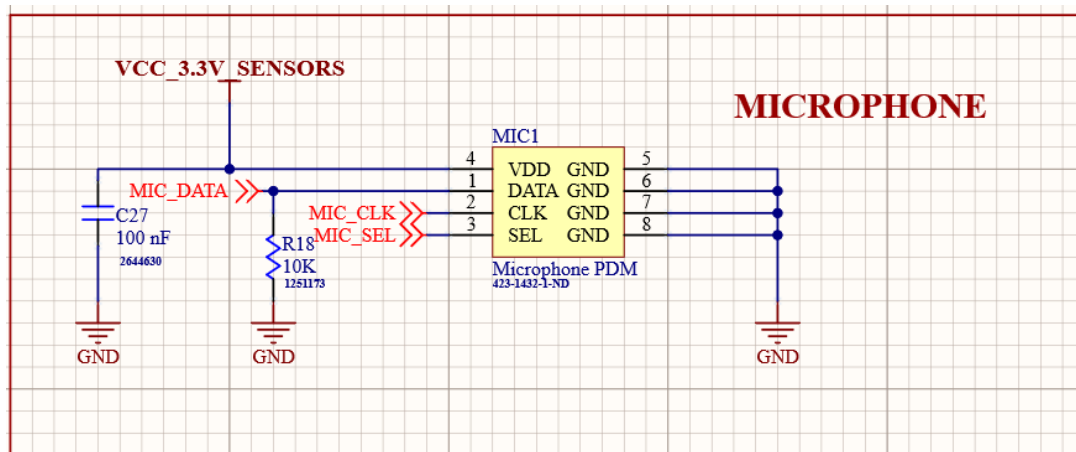 VCC_3.3V_SENSORS
MICROPHONE
MIC1
4 VDD GND 5
MIC_DATA 1 DATA GND 6
MIC_CLK 2 CLK GND 7
MIC_SEL 3 SEL GND 8
C27
100 nF
2644630
R18
10K
1251173
Microphone PDM
423-1432-1-ND
GND
GND
GND